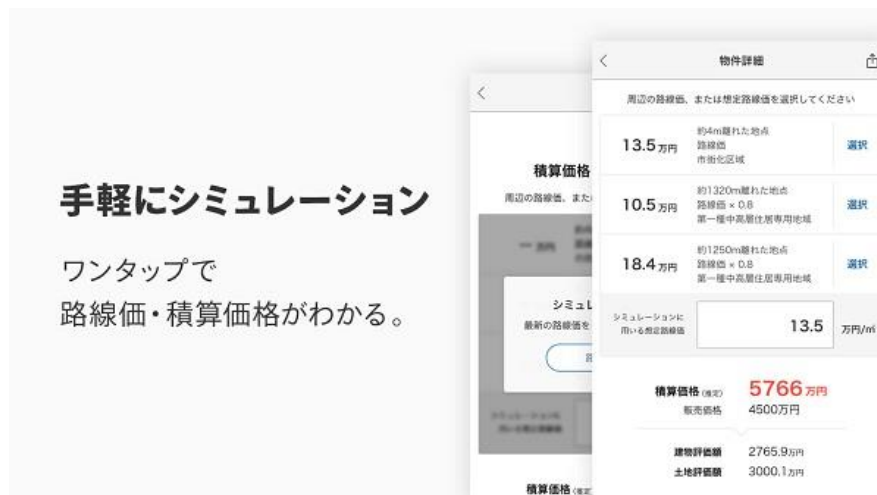 手軽にシミュレーション
ワンタップで
路線価・積算価格がわかる。
積算価格
周辺の路線価、また
シミュレ
最新の路線価を
積算価格
物件詳細
周辺の路線価、または想定路線価を選択してください
13.5万円
約4m離れた地点
路線価
市街化区域
選択
10.5万円
約1320m離れた地点
路線価 × 0.8
第一種中高層住居専用地域
選択
18.4万円
約1250m離れた地点
路線価 × 0.8
第一種中高層住居専用地域
選択
シミュレーションに
用いる想定路線価
13.5 万円/㎡
積算価格 (推定) 5766万円
販売価格 4500万円
建物評価額 2765.9万円
土地評価額 3000.1万円